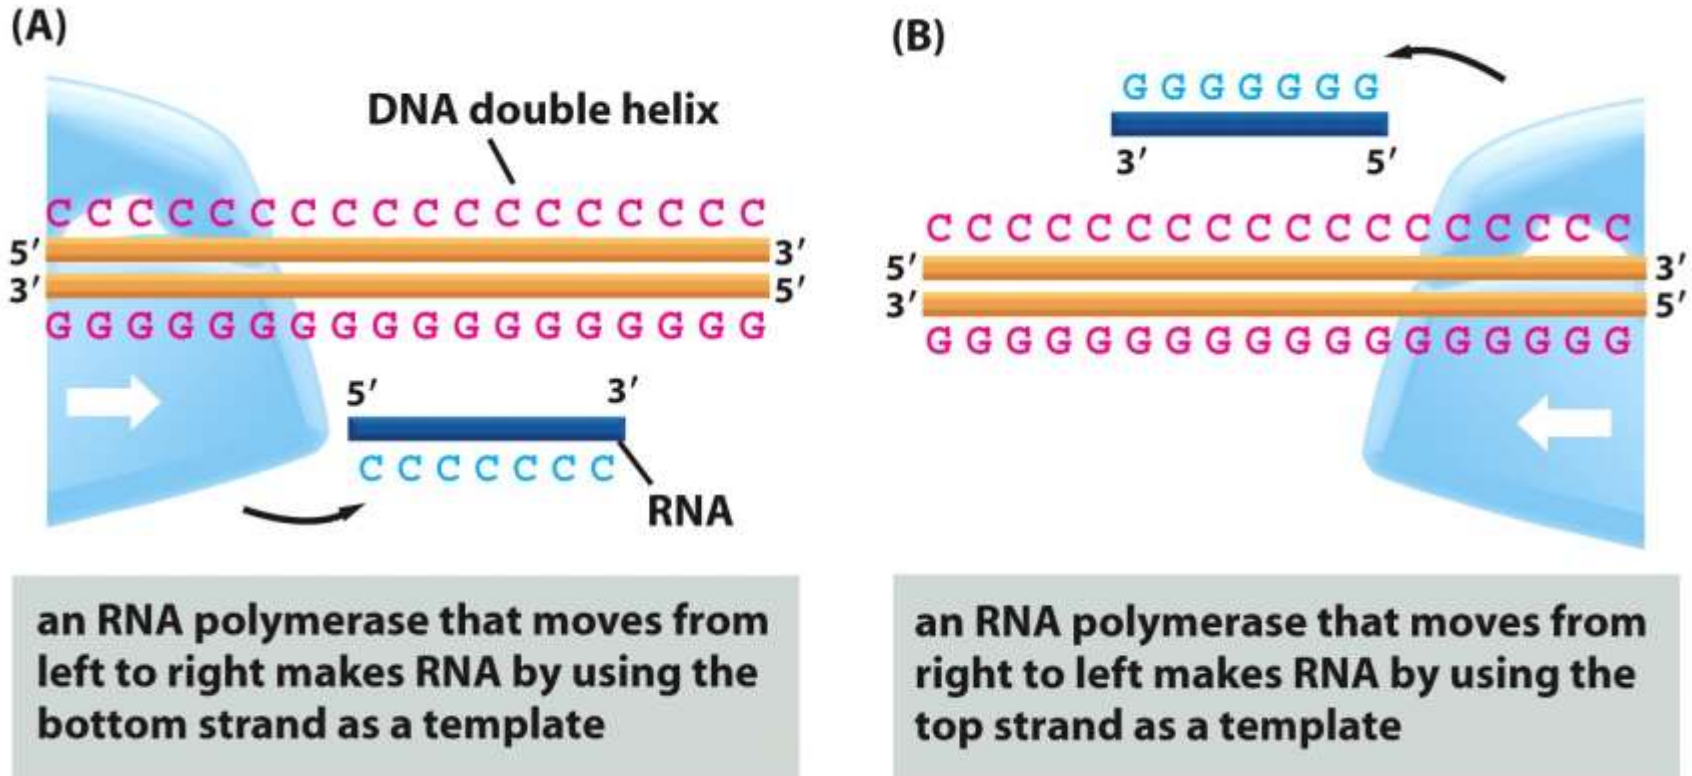 (A)
DNA double helix
C C C C C C C C C C C C C C C C C C
5′ 3′
3′ 5′
G G G G G G G G G G G G G G G G G G
5′ 3′
C C C C C C C
RNA
an RNA polymerase that moves from
left to right makes RNA by using the
bottom strand as a template
(B)
G G G G G G G
3′ 5′
C C C C C C C C C C C C C C C C C C
5′ 3′
3′ 5′
G G G G G G G G G G G G G G G G G G
an RNA polymerase that moves from
right to left makes RNA by using the
top strand as a template